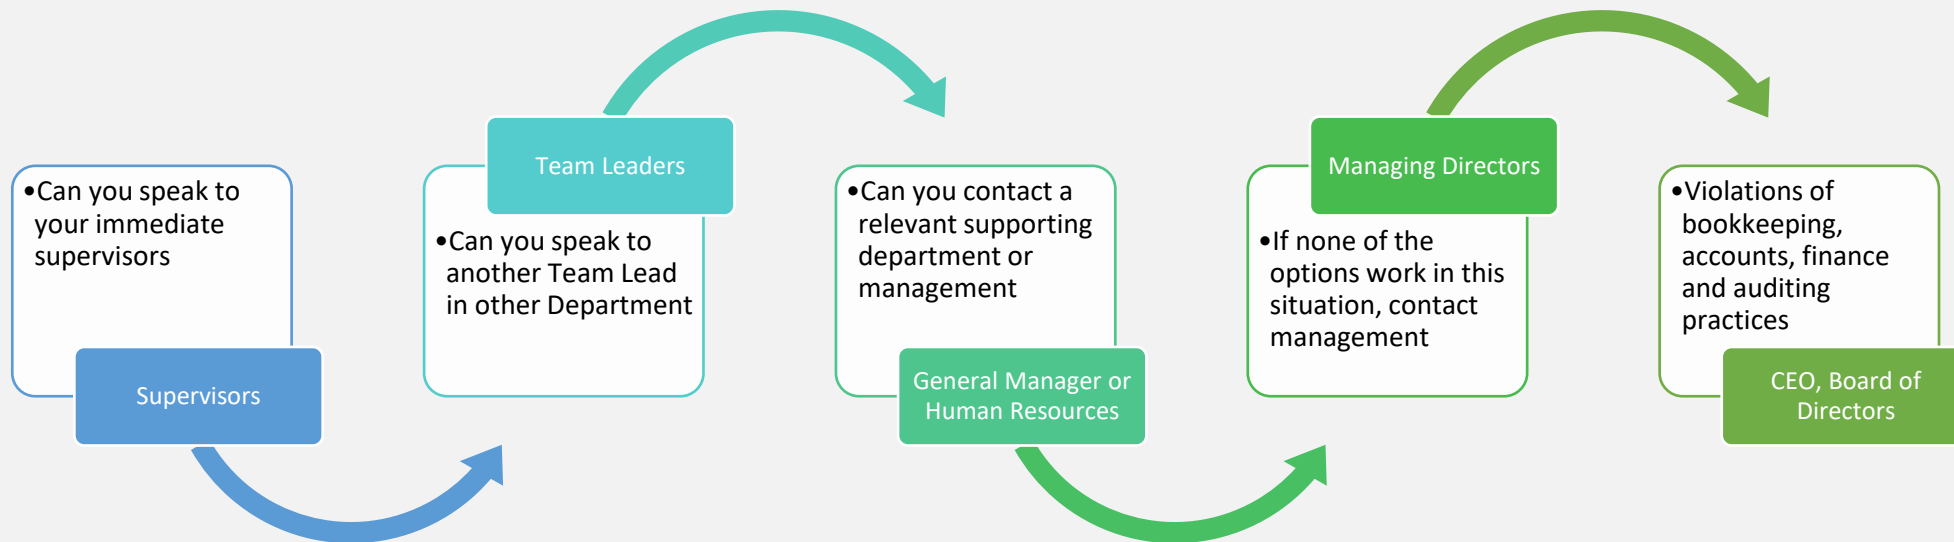 •Can you speak to
your immediate
supervisors
Supervisors
Team Leaders
•Can you speak to
another Team Lead
in other Department
•Can you contact a
relevant supporting
department or
management
General Manager or
Human Resources
Managing Directors
•If none of the
options work in this
situation, contact
management
•Violations of
bookkeeping,
accounts, finance
and auditing
practices
CEO, Board of
Directors